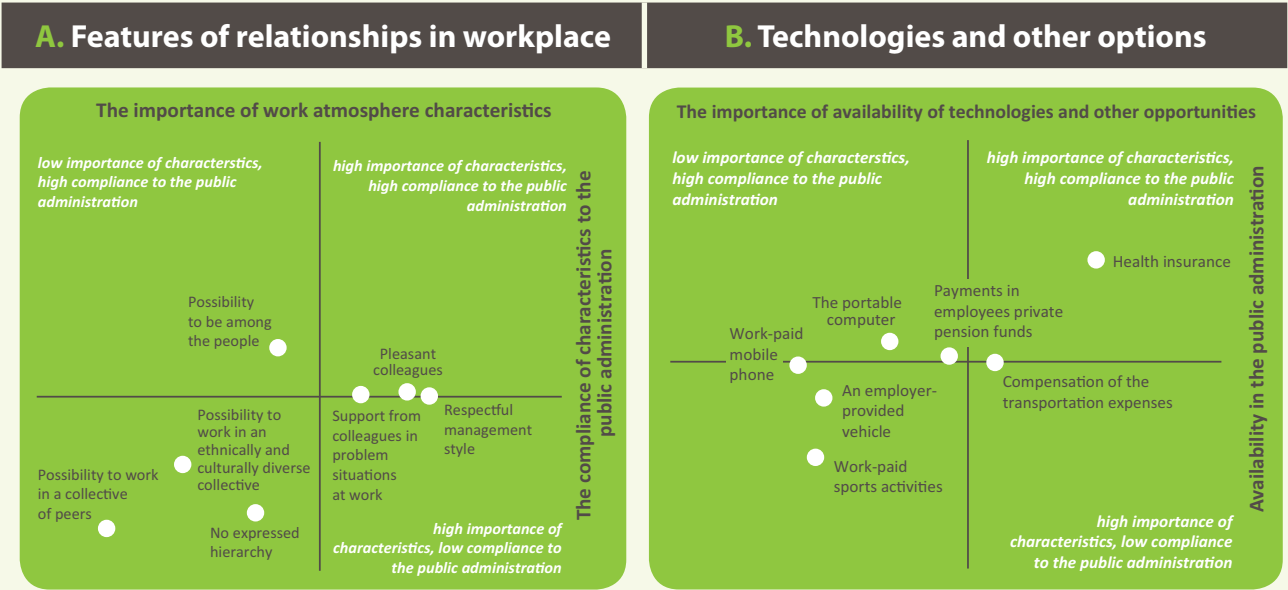 A. Features of relationships in workplace
The importance of work atmosphere characteristics
low importance of characterstics,
high compliance to the public
administration
high importance of characteristics,
high compliance to the public
administration
The compliance of characteristics to the
public administration
Possibility
to be among
the people
Pleasant
colleagues
Support from
colleagues in
problem
situations
at work
Respectful
management
style
Possibility to
work in an
ethnically and
culturally diverse
collective
Possibility to work
in a collective
of peers
No expressed
hierarchy
high importance of
characteristics, low compliance to
the public administration
B. Technologies and other options
The importance of availability of technologies and other opportunities
low importance of characterstics,
high compliance to the public
administration
high importance of characteristics,
high compliance to the public
administration
Availability in the public administration
Health insurance
Payments in
employees private
pension funds
The portable
computer
Work-paid
mobile
phone
Compensation of the
transportation expenses
An employer-
provided
vehicle
Work-paid
sports activities
high importance of
characteristics, low compliance
to the public administration